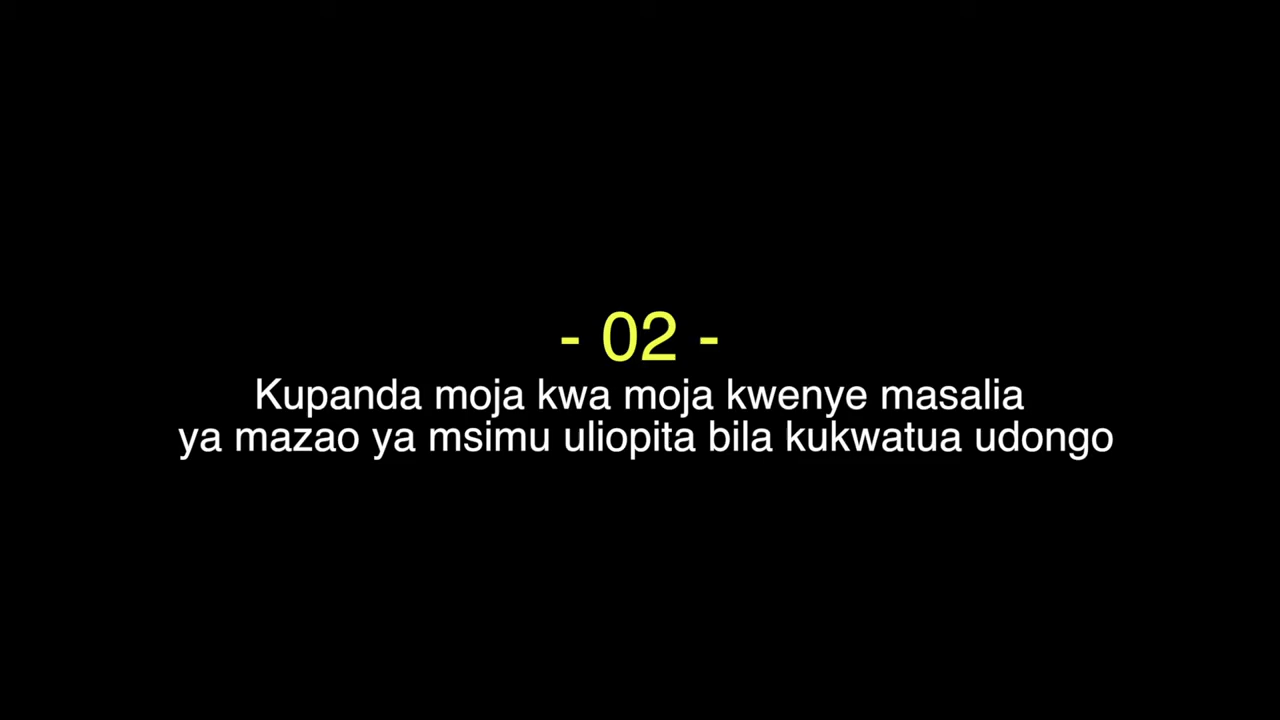 - 02 -
Kupanda moja kwa moja kwenye masalia
ya mazao ya msimu uliopita bila kukwatua udongo